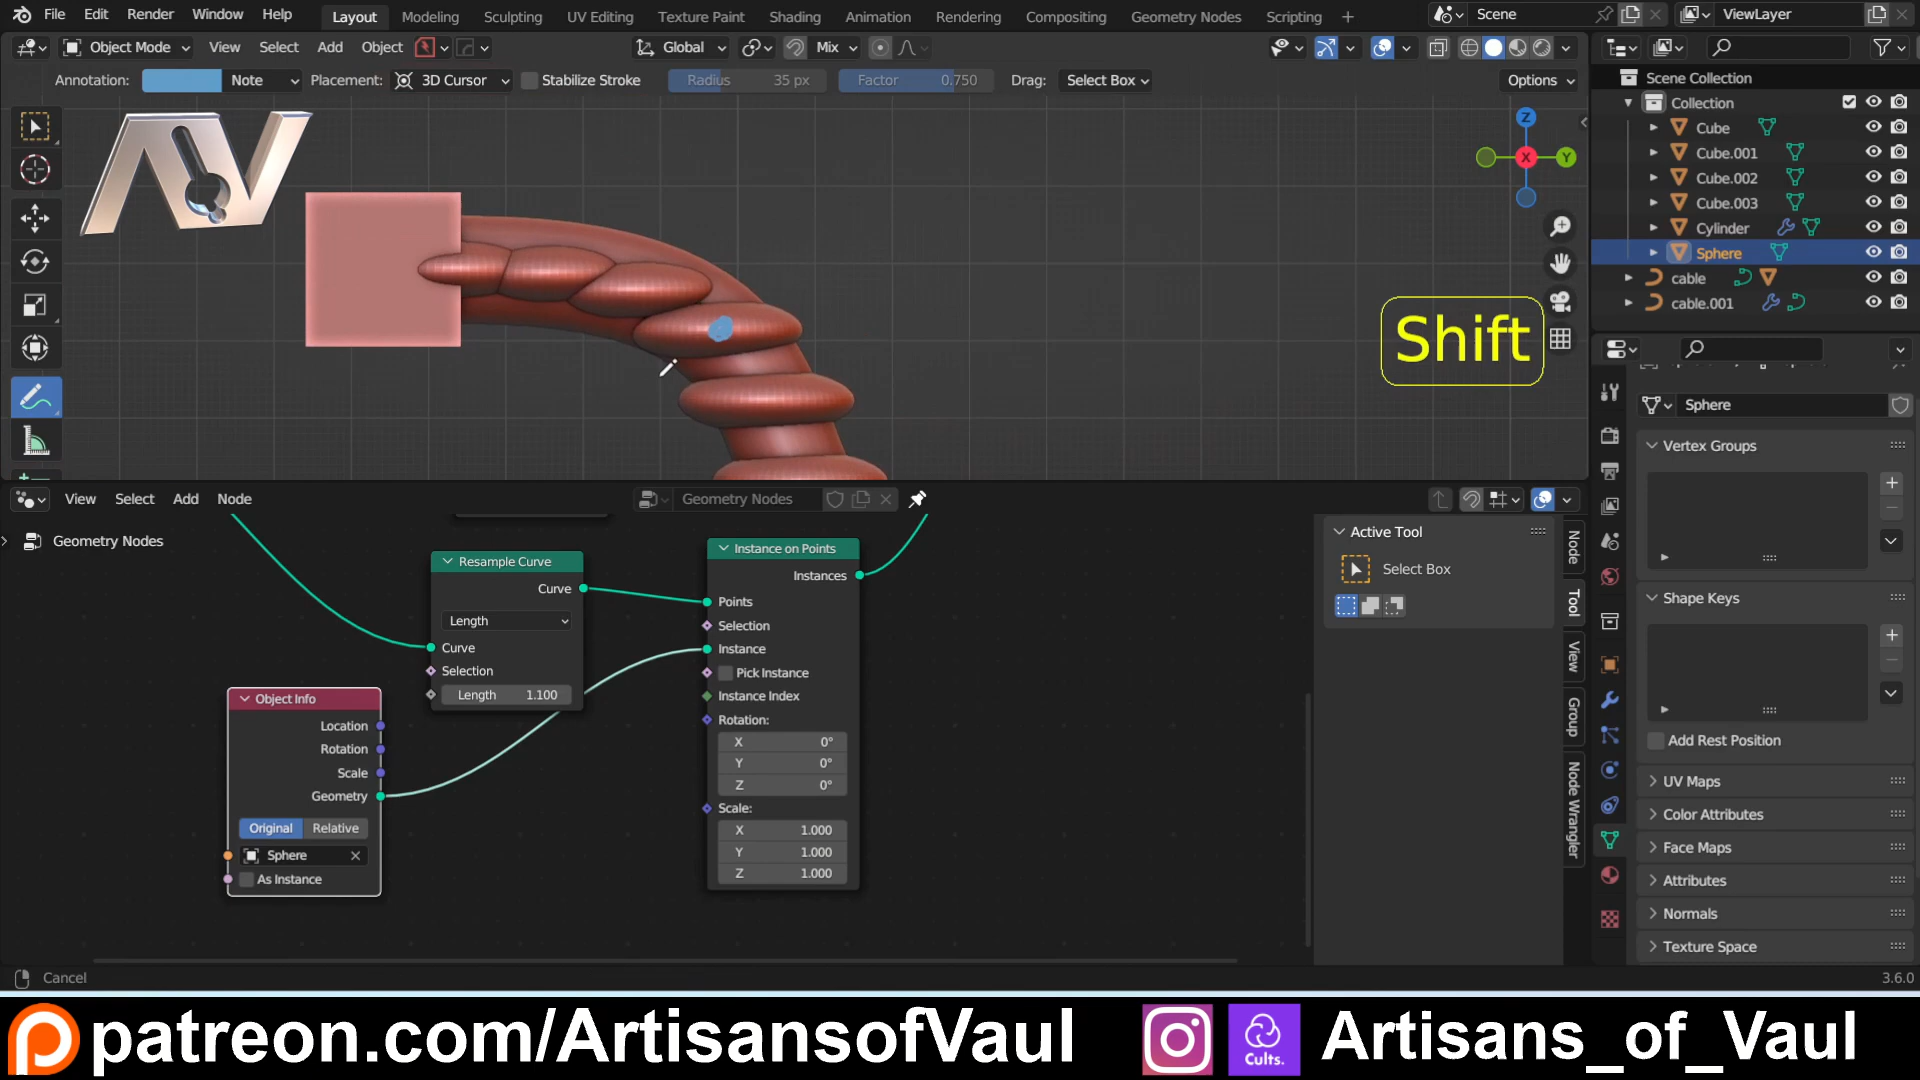 File Edit Render Window Help Layout Modeling Sculpting UV Editing Texture Paint Shading Animation Rendering Compositing Geometry Nodes Scripting + Scene ViewLayer
Object Mode View Select Add Object Global Mix
Annotation: Note Placement: 3D Cursor Stabilize Stroke Radius 35 px Factor 0.750 Drag: Select Box Options
Scene Collection
Collection
Cube
Cube.001
Cube.002
Cube.003
Cylinder
Sphere
cable
cable.001
Z
X
Y
AV
Shift
Sphere
Vertex Groups
Shape Keys
Add Rest Position
UV Maps
Color Attributes
Face Maps
Attributes
Normals
Texture Space
View Select Add Node Geometry Nodes
Geometry Nodes
Resample Curve
Curve
Length
Curve
Selection
Length 1.100
Object Info
Location
Rotation
Scale
Geometry
Original Relative
Sphere
As Instance
Instance on Points
Instances
Points
Selection
Instance
Pick Instance
Instance Index
Rotation:
X 0°
Y 0°
Z 0°
Scale:
X 1.000
Y 1.000
Z 1.000
Active Tool
Select Box
Node
Tool
View
Group
Node Wrangler
Cancel
3.6.0
patreon.com/ArtisansofVaul
Cults.
Artisans_of_Vaul